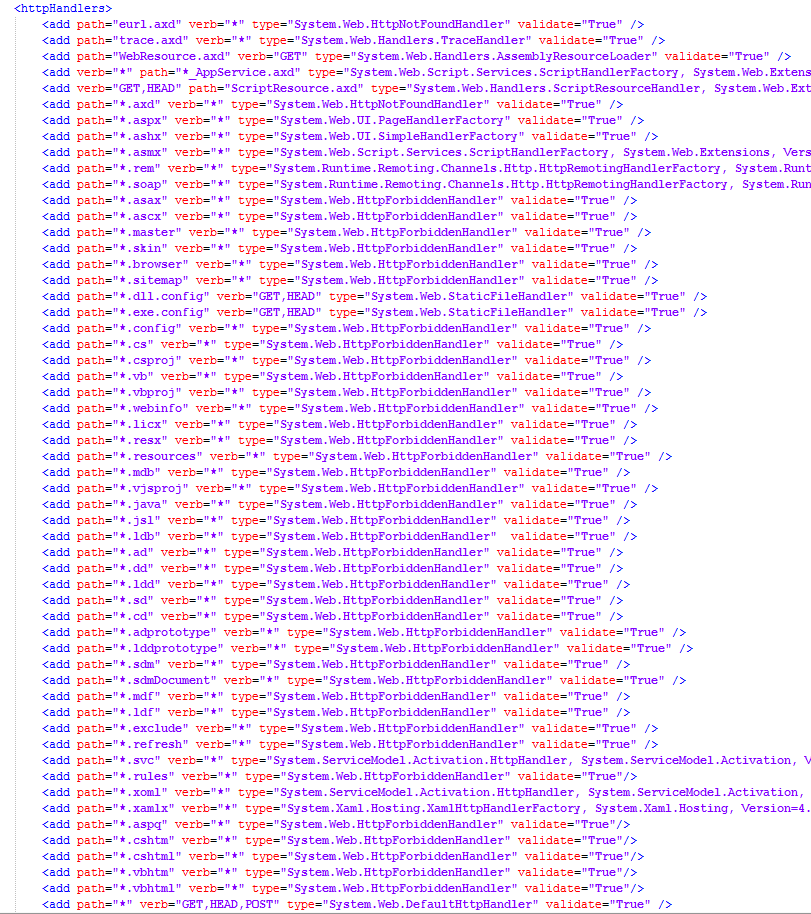 <httpHandlers>
<add path="eurl.axd" verb="*" type="System.Web.HttpNotFoundHandler" validate="True" />
<add path="trace.axd" verb="*" type="System.Web.Handlers.TraceHandler" validate="True" />
<add path="WebResource.axd" verb="GET" type="System.Web.Handlers.AssemblyResourceLoader" validate="True" />
<add verb="*" path="*_AppService.axd" type="System.Web.Script.Services.ScriptHandlerFactory, System.Web.Extens
<add verb="GET,HEAD" path="ScriptResource.axd" type="System.Web.Handlers.ScriptResourceHandler, System.Web.Ext
<add path="*.axd" verb="*" type="System.Web.HttpNotFoundHandler" validate="True" />
<add path="*.aspx" verb="*" type="System.Web.UI.PageHandlerFactory" validate="True" />
<add path="*.ashx" verb="*" type="System.Web.UI.SimpleHandlerFactory" validate="True" />
<add path="*.asmx" verb="*" type="System.Web.Script.Services.ScriptHandlerFactory, System.Web.Extensions, Vers
<add path="*.rem" verb="*" type="System.Runtime.Remoting.Channels.Http.HttpRemotingHandlerFactory, System.Runt
<add path="*.soap" verb="*" type="System.Runtime.Remoting.Channels.Http.HttpRemotingHandlerFactory, System.Run
<add path="*.asax" verb="*" type="System.Web.HttpForbiddenHandler" validate="True" />
<add path="*.ascx" verb="*" type="System.Web.HttpForbiddenHandler" validate="True" />
<add path="*.master" verb="*" type="System.Web.HttpForbiddenHandler" validate="True" />
<add path="*.skin" verb="*" type="System.Web.HttpForbiddenHandler" validate="True" />
<add path="*.browser" verb="*" type="System.Web.HttpForbiddenHandler" validate="True" />
<add path="*.sitemap" verb="*" type="System.Web.HttpForbiddenHandler" validate="True" />
<add path="*.dll.config" verb="GET,HEAD" type="System.Web.StaticFileHandler" validate="True" />
<add path="*.exe.config" verb="GET,HEAD" type="System.Web.StaticFileHandler" validate="True" />
<add path="*.config" verb="*" type="System.Web.HttpForbiddenHandler" validate="True" />
<add path="*.cs" verb="*" type="System.Web.HttpForbiddenHandler" validate="True" />
<add path="*.csproj" verb="*" type="System.Web.HttpForbiddenHandler" validate="True" />
<add path="*.vb" verb="*" type="System.Web.HttpForbiddenHandler" validate="True" />
<add path="*.vbproj" verb="*" type="System.Web.HttpForbiddenHandler" validate="True" />
<add path="*.webinfo" verb="*" type="System.Web.HttpForbiddenHandler" validate="True" />
<add path="*.licx" verb="*" type="System.Web.HttpForbiddenHandler" validate="True" />
<add path="*.resx" verb="*" type="System.Web.HttpForbiddenHandler" validate="True" />
<add path="*.resources" verb="*" type="System.Web.HttpForbiddenHandler" validate="True" />
<add path="*.mdb" verb="*" type="System.Web.HttpForbiddenHandler" validate="True" />
<add path="*.vjsproj" verb="*" type="System.Web.HttpForbiddenHandler" validate="True" />
<add path="*.java" verb="*" type="System.Web.HttpForbiddenHandler" validate="True" />
<add path="*.jsl" verb="*" type="System.Web.HttpForbiddenHandler" validate="True" />
<add path="*.ldb" verb="*" type="System.Web.HttpForbiddenHandler"  validate="True" />
<add path="*.ad" verb="*" type="System.Web.HttpForbiddenHandler" validate="True" />
<add path="*.dd" verb="*" type="System.Web.HttpForbiddenHandler" validate="True" />
<add path="*.ldd" verb="*" type="System.Web.HttpForbiddenHandler" validate="True" />
<add path="*.sd" verb="*" type="System.Web.HttpForbiddenHandler" validate="True" />
<add path="*.cd" verb="*" type="System.Web.HttpForbiddenHandler" validate="True" />
<add path="*.adprototype" verb="*" type="System.Web.HttpForbiddenHandler" validate="True" />
<add path="*.lddprototype" verb="*" type="System.Web.HttpForbiddenHandler" validate="True" />
<add path="*.sdm" verb="*" type="System.Web.HttpForbiddenHandler" validate="True" />
<add path="*.sdmDocument" verb="*" type="System.Web.HttpForbiddenHandler" validate="True" />
<add path="*.mdf" verb="*" type="System.Web.HttpForbiddenHandler" validate="True" />
<add path="*.ldf" verb="*" type="System.Web.HttpForbiddenHandler" validate="True" />
<add path="*.exclude" verb="*" type="System.Web.HttpForbiddenHandler" validate="True" />
<add path="*.refresh" verb="*" type="System.Web.HttpForbiddenHandler" validate="True" />
<add path="*.svc" verb="*" type="System.ServiceModel.Activation.HttpHandler, System.ServiceModel.Activation, V
<add path="*.rules" verb="*" type="System.Web.HttpForbiddenHandler" validate="True"/>
<add path="*.xoml" verb="*" type="System.ServiceModel.Activation.HttpHandler, System.ServiceModel.Activation,
<add path="*.xamlx" verb="*" type="System.Xaml.Hosting.XamlHttpHandlerFactory, System.Xaml.Hosting, Version=4.
<add path="*.aspq" verb="*" type="System.Web.HttpForbiddenHandler" validate="True"/>
<add path="*.cshtm" verb="*" type="System.Web.HttpForbiddenHandler" validate="True"/>
<add path="*.cshtml" verb="*" type="System.Web.HttpForbiddenHandler" validate="True"/>
<add path="*.vbhtm" verb="*" type="System.Web.HttpForbiddenHandler" validate="True"/>
<add path="*.vbhtml" verb="*" type="System.Web.HttpForbiddenHandler" validate="True"/>
<add path="*" verb="GET,HEAD,POST" type="System.Web.DefaultHttpHandler" validate="True" />